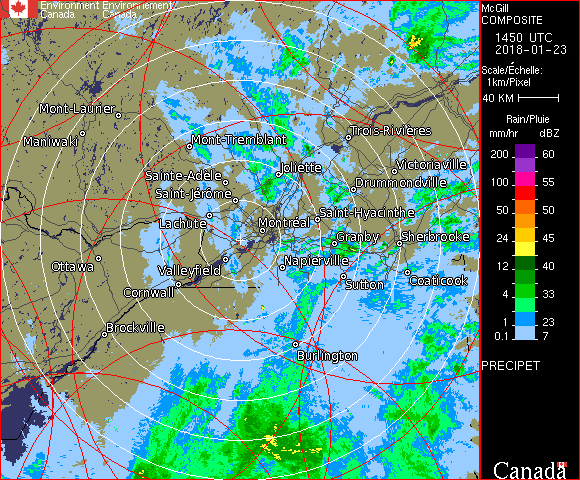 Environment Environnement
Canada Canada
McGill
COMPOSITE
1450 UTC
2018-01-23
Scale/Échelle:
1km/Pixel
40 KM
Rain/Pluie
mm/hr dBZ
200 60
100 55
50 50
24 45
12 40
4 33
1 23
0.1 7
PRECIPET
Canada
Mont-Laurier
Maniwaki
Mont-Tremblant
Trois-Rivières
Joliette
Victoriaville
Sainte-Adèle
Drummondville
Saint-Jérôme
Saint-Hyacinthe
Lachute
Montréal
Granby
Sherbrooke
Ottawa
Valleyfield
Napierville
Sutton
Coaticook
Cornwall
Brockville
Burlington